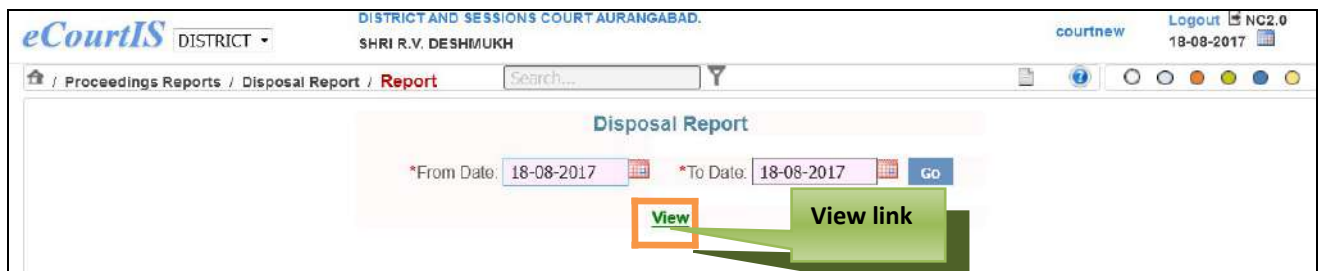 eCourtIS DISTRICT
DISTRICT AND SESSIONS COURT AURANGABAD.
SHRI R.V. DESHMUKH
courtnew
Logout NC2.0
18-08-2017
/ Proceedings Reports / Disposal Report / Report
Search...
Disposal Report
*From Date: 18-08-2017 *To Date: 18-08-2017 Go
View
View link